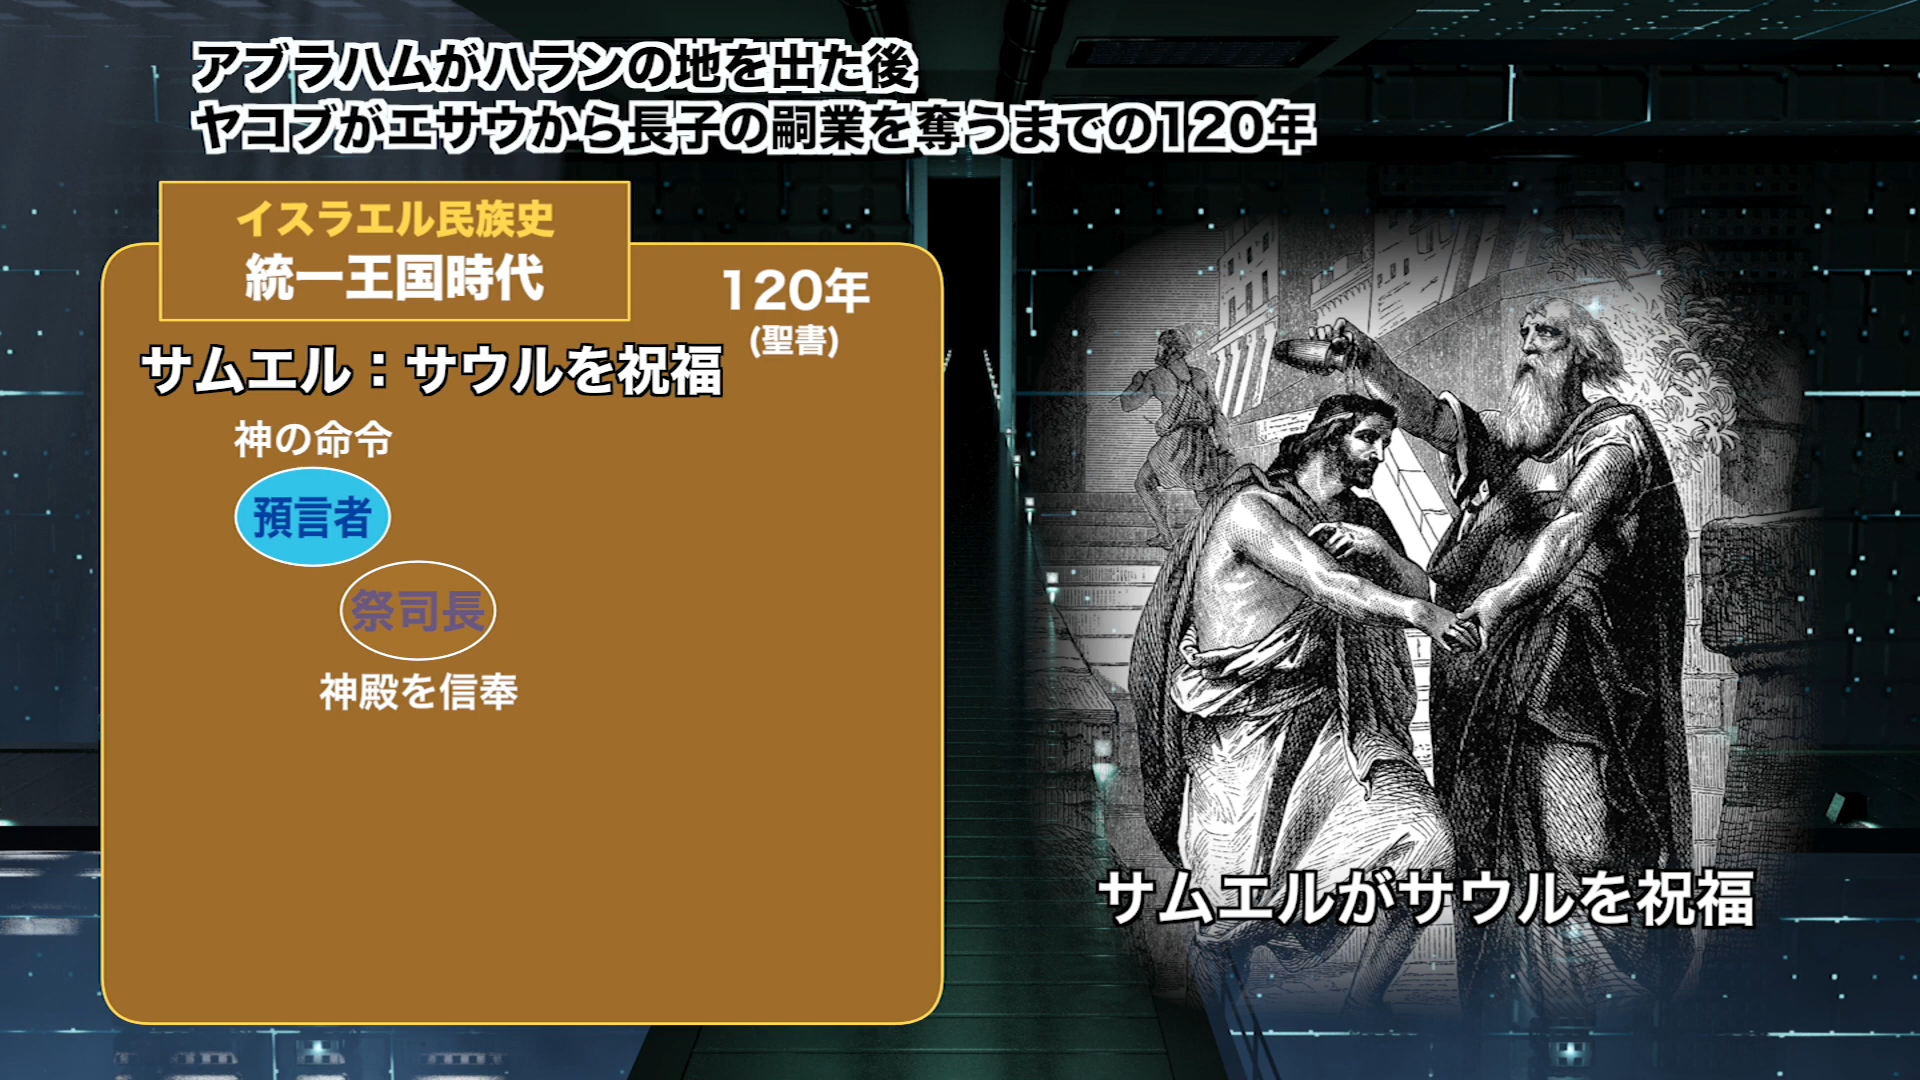 アブラハムがハランの地を出た後
ヤコブがエサウから長子の嗣業を奪うまでの120年
イスラエル民族史
統一王国時代
120年
(聖書)
サムエル：サウルを祝福
神の命令
預言者
祭司長
神殿を信奉
サムエルがサウルを祝福